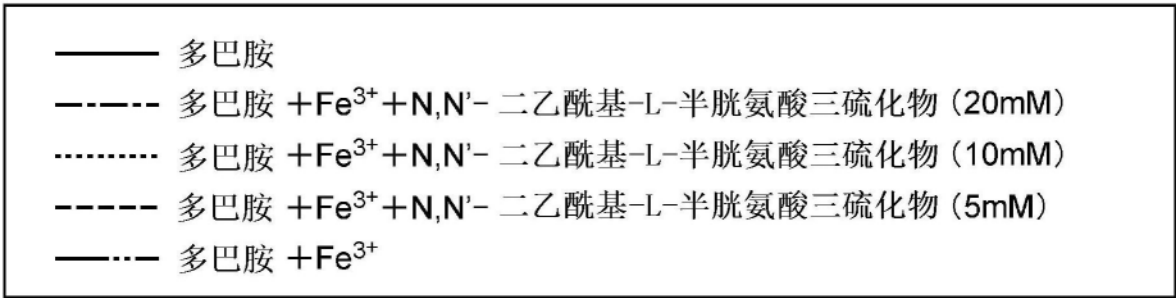 多巴胺
多巴胺 +Fe³⁺+N,N'- 二乙酰基-L-半胱氨酸三硫化物 (20mM)
多巴胺 +Fe³⁺+N,N'- 二乙酰基-L-半胱氨酸三硫化物 (10mM)
多巴胺 +Fe³⁺+N,N'- 二乙酰基-L-半胱氨酸三硫化物 (5mM)
多巴胺 +Fe³⁺